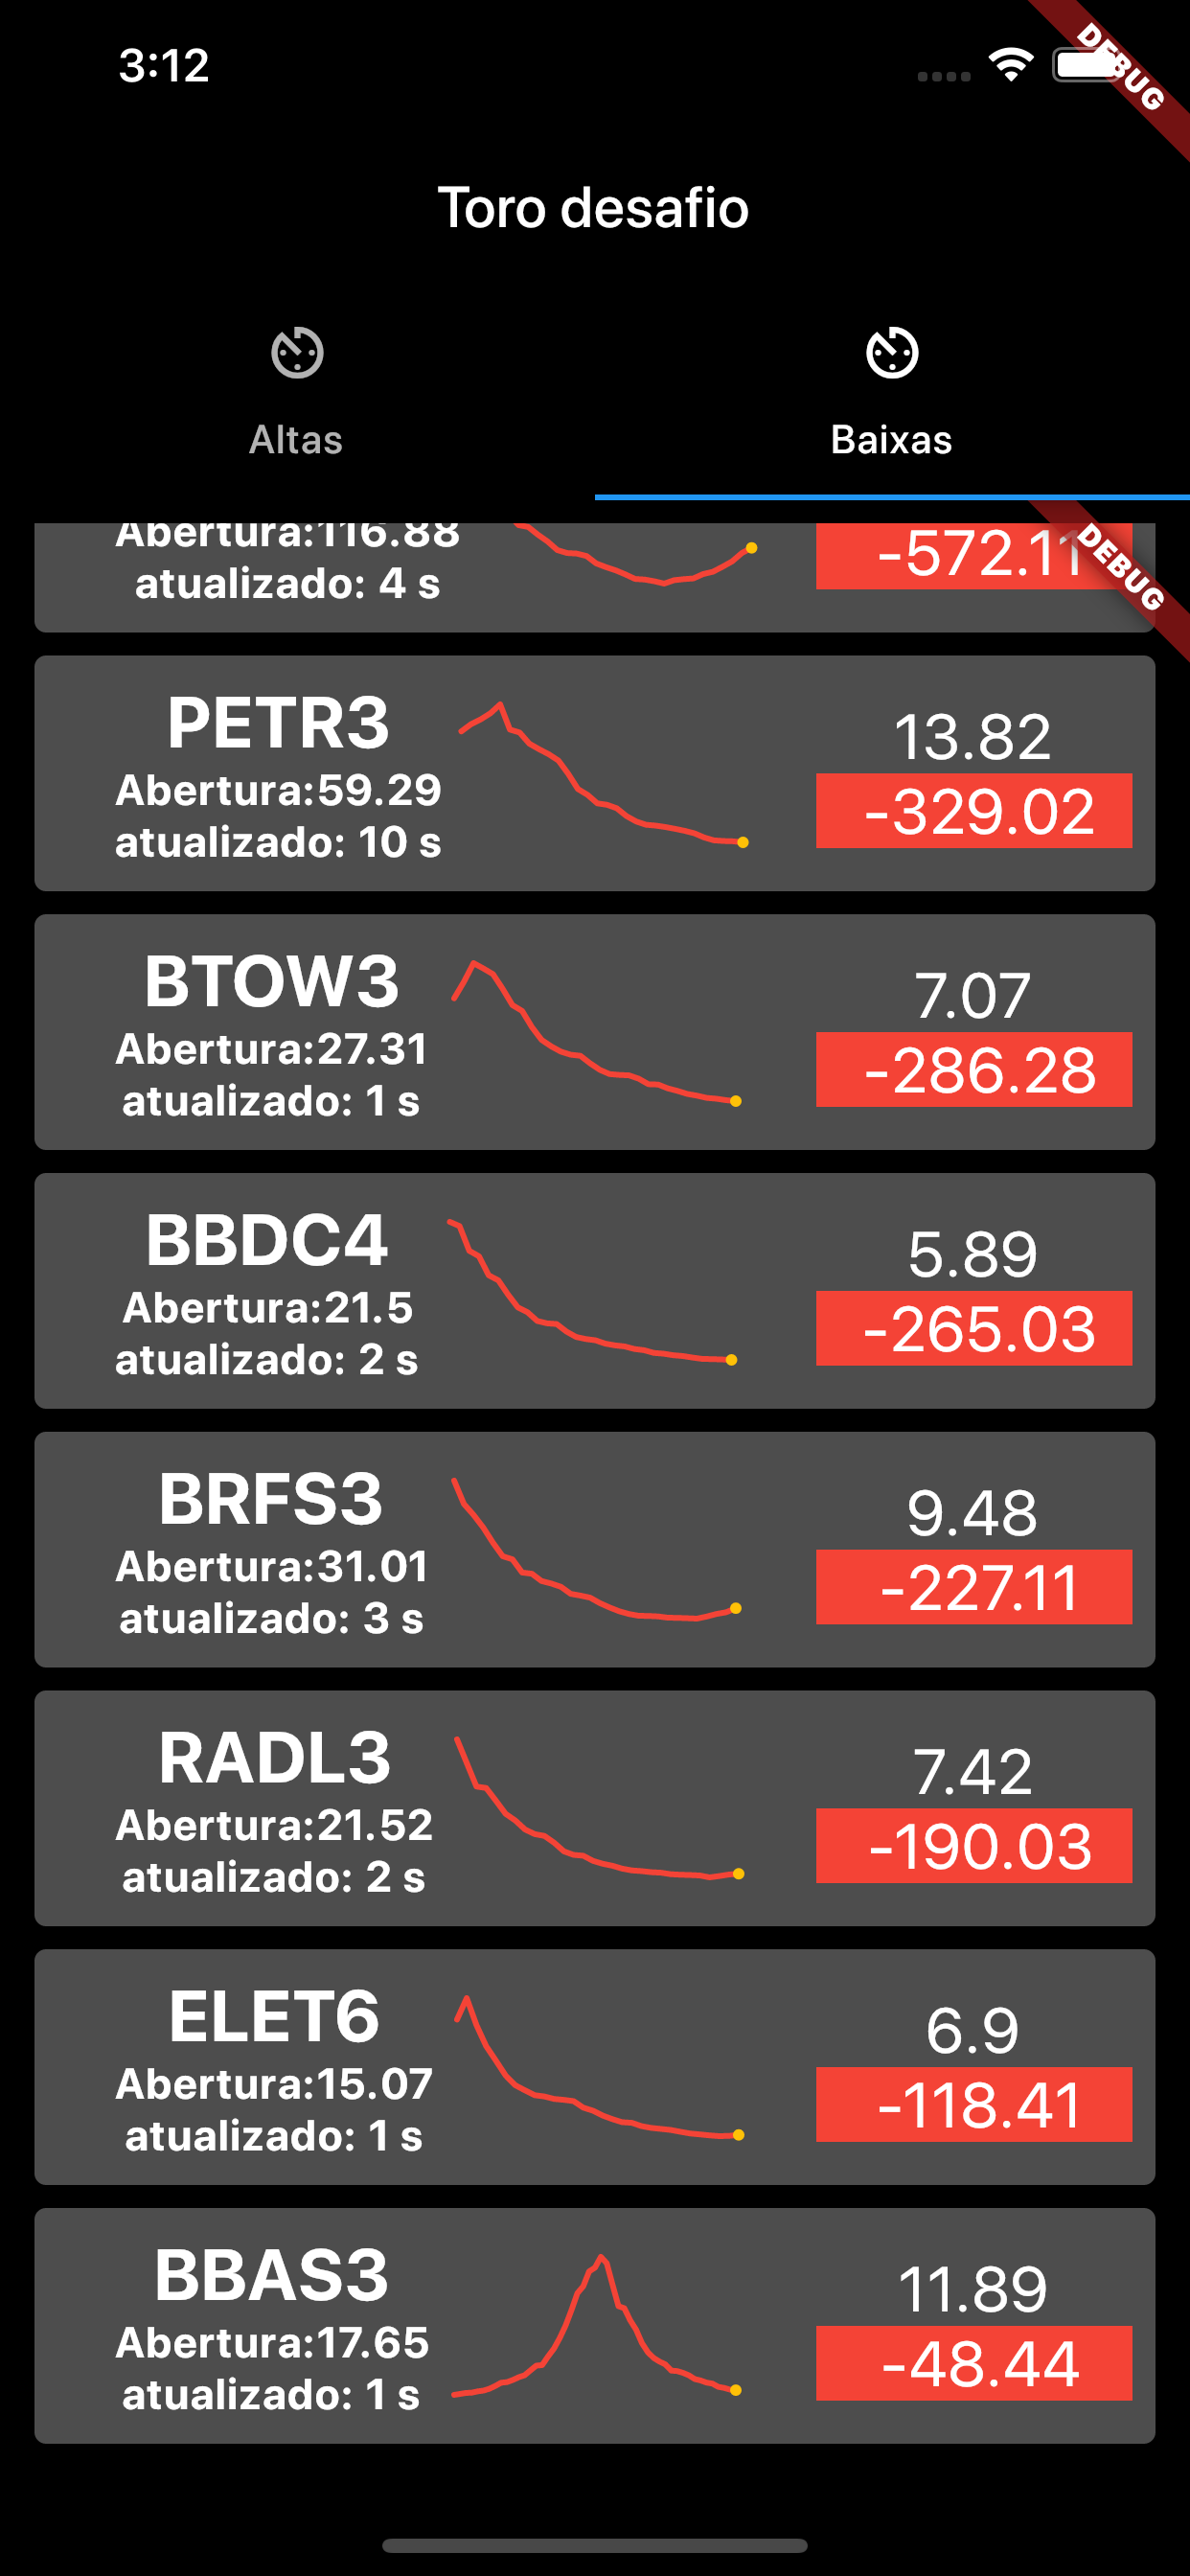 3:12
DEBUG
Toro desafio
Altas
Baixas
Abertura:116.88
atualizado: 4 s
-572.11
DEBUG
PETR3
Abertura:59.29
atualizado: 10 s
13.82
-329.02
BTOW3
Abertura:27.31
atualizado: 1 s
7.07
-286.28
BBDC4
Abertura:21.5
atualizado: 2 s
5.89
-265.03
BRFS3
Abertura:31.01
atualizado: 3 s
9.48
-227.11
RADL3
Abertura:21.52
atualizado: 2 s
7.42
-190.03
ELET6
Abertura:15.07
atualizado: 1 s
6.9
-118.41
BBAS3
Abertura:17.65
atualizado: 1 s
11.89
-48.44